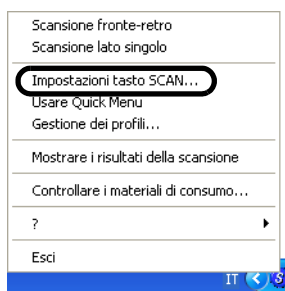 Scansione fronte-retro
Scansione lato singolo
Impostazioni tasto SCAN...
Usare Quick Menu
Gestione dei profili...
Mostrare i risultati della scansione
Controllare i materiali di consumo...
?
Esci
IT
S